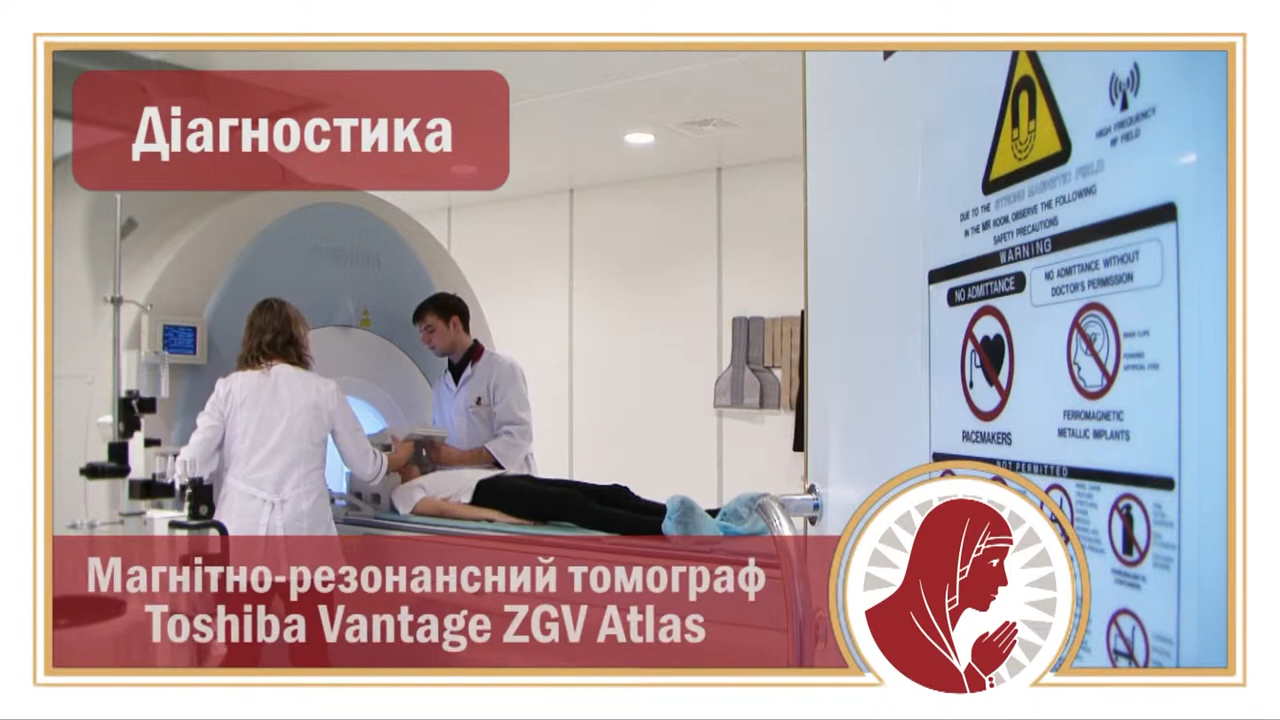 Діагностика
Магнітно-резонансний томограф
Toshiba Vantage ZGV Atlas
HIGH FREQUENCY
RF FIELD
DUE TO THE STRONG MAGNETIC FIELD
IN THE MR ROOM, OBSERVE THE FOLLOWING
SAFETY PRECAUTIONS
WARNING
NO ADMITTANCE
NO ADMITTANCE WITHOUT
DOCTOR'S PERMISSION
PACEMAKERS
FERROMAGNETIC
METALLIC IMPLANTS
NOT PERMITTED